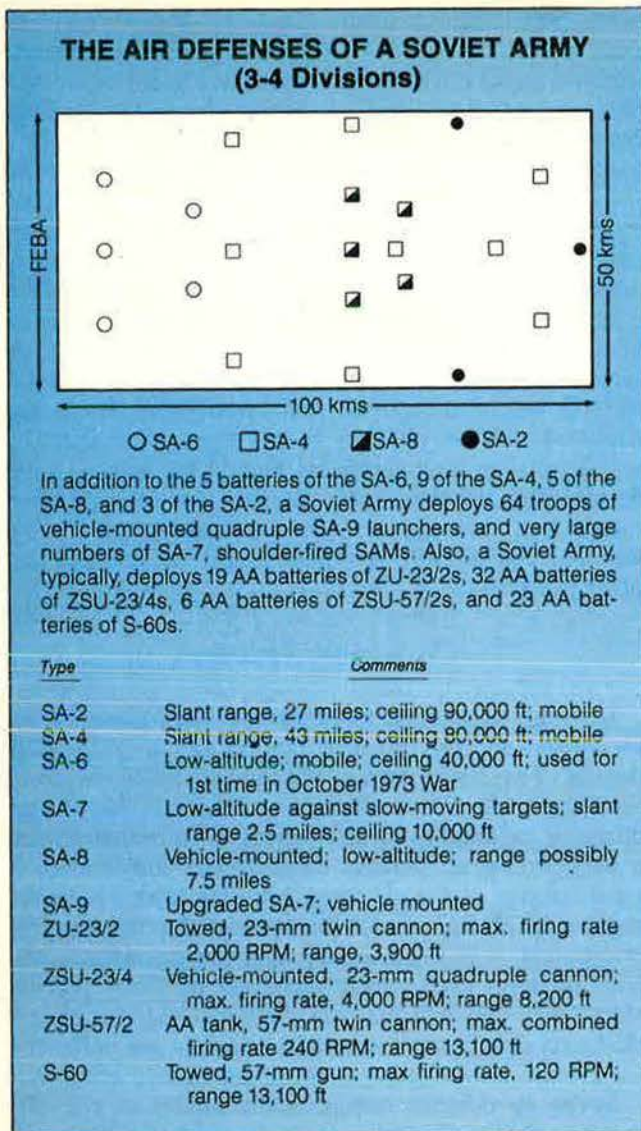 THE AIR DEFENSES OF A SOVIET ARMY
(3-4 Divisions)
FEBA
50 kms
100 kms
SA-6 SA-4 SA-8 SA-2
In addition to the 5 batteries of the SA-6, 9 of the SA-4, 5 of the
SA-8, and 3 of the SA-2, a Soviet Army deploys 64 troops of
vehicle-mounted quadruple SA-9 launchers, and very large
numbers of SA-7, shoulder-fired SAMs. Also, a Soviet Army,
typically, deploys 19 AA batteries of ZU-23/2s, 32 AA batteries
of ZSU-23/4s, 6 AA batteries of ZSU-57/2s, and 23 AA bat-
teries of S-60s.
Type Comments
SA-2 Slant range, 27 miles; ceiling 90,000 ft; mobile
SA-4 Slant range, 43 miles; ceiling 80,000 ft; mobile
SA-6 Low-altitude; mobile; ceiling 40,000 ft; used for
1st time in October 1973 War
SA-7 Low-altitude against slow-moving targets; slant
range 2.5 miles; ceiling 10,000 ft
SA-8 Vehicle-mounted; low-altitude; range possibly
7.5 miles
SA-9 Upgraded SA-7; vehicle mounted
ZU-23/2 Towed, 23-mm twin cannon; max. firing rate
2,000 RPM; range, 3,900 ft
ZSU-23/4 Vehicle-mounted, 23-mm quadruple cannon;
max. firing rate, 4,000 RPM; range 8,200 ft
ZSU-57/2 AA tank, 57-mm twin cannon; max. combined
firing rate 240 RPM; range 13,100 ft
S-60 Towed, 57-mm gun; max firing rate, 120 RPM;
range 13,100 ft